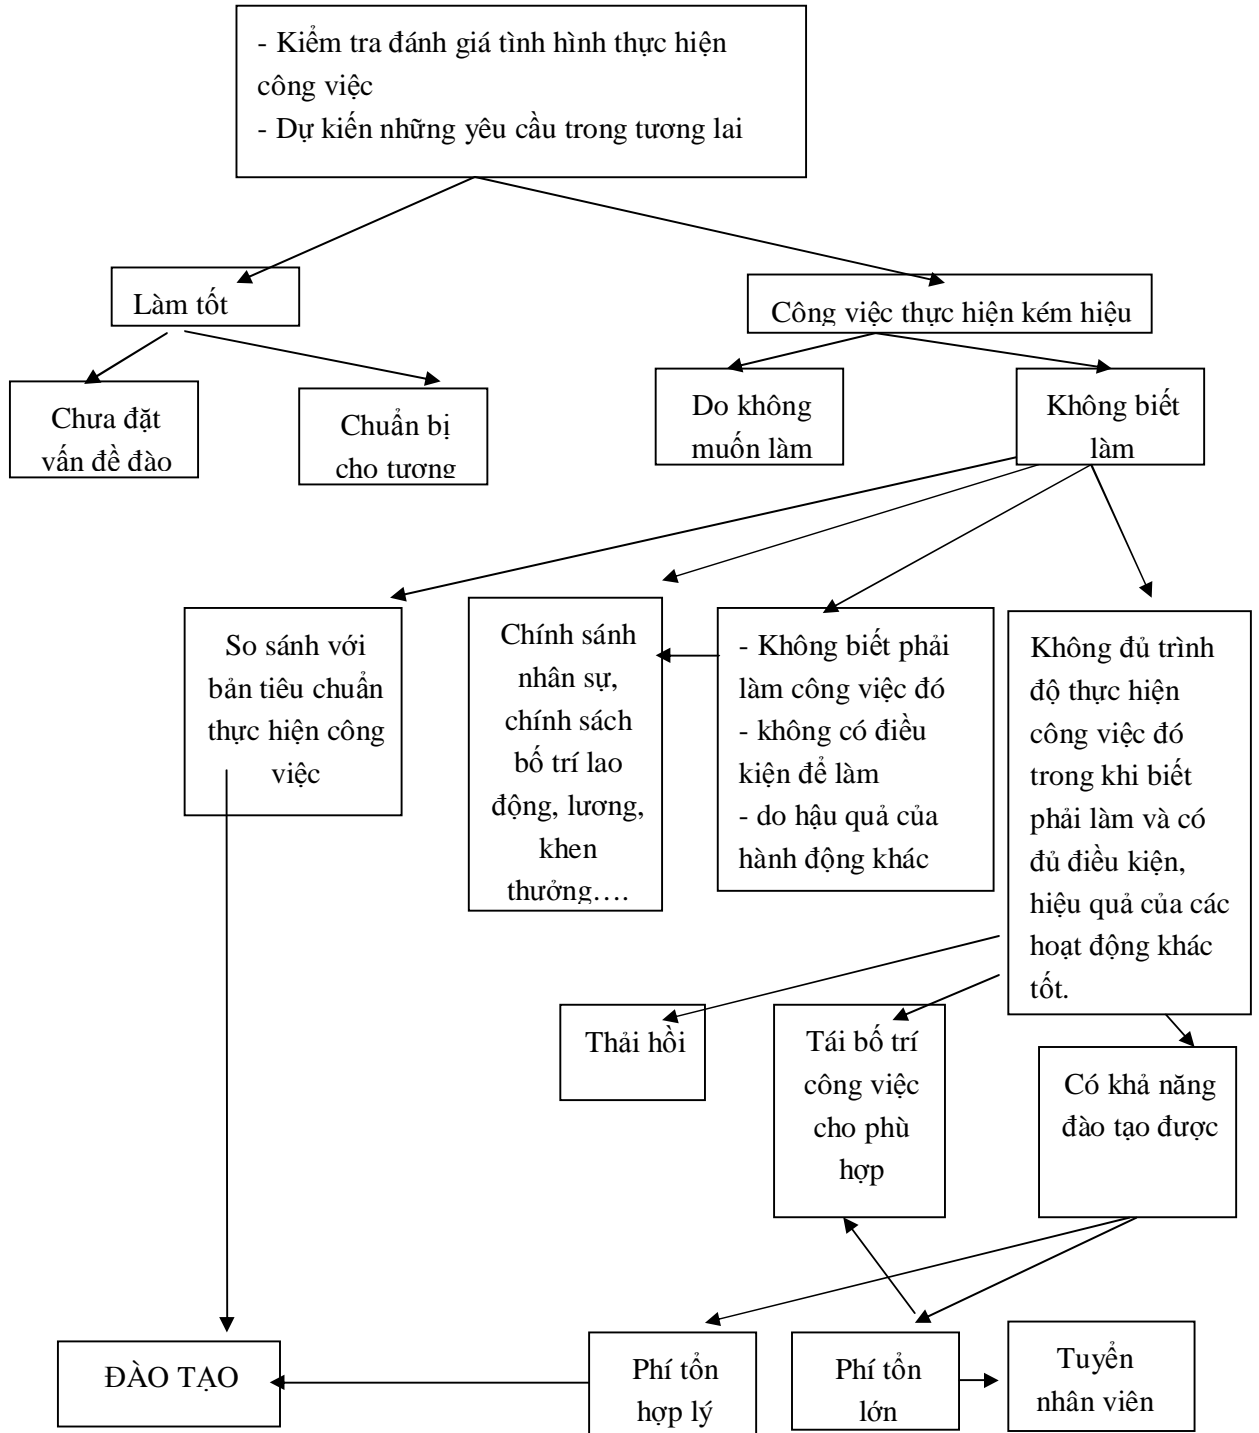 - Kiểm tra đánh giá tình hình thực hiện
công việc
- Dự kiến những yêu cầu trong tương lai
Làm tốt
Công việc thực hiện kém hiệu
Chưa đặt
vấn đề đào
Chuẩn bị
cho tương
Do không
muốn làm
Không biết
làm
So sánh với
bản tiêu chuẩn
thực hiện công
việc
Chính sánh
nhân sự,
chính sách
bố trí lao
động, lương,
khen
thưởng….
- Không biết phải
làm công việc đó
- không có điều
kiện để làm
- do hậu quả của
hành động khác
Không đủ trình
độ thực hiện
công việc đó
trong khi biết
phải làm và có
đủ điều kiện,
hiệu quả của các
hoạt động khác
tốt.
Thải hồi
Tái bố trí
công việc
cho phù
hợp
Có khả năng
đào tạo được
ĐÀO TẠO
Phí tổn
hợp lý
Phí tổn
lớn
Tuyển
nhân viên